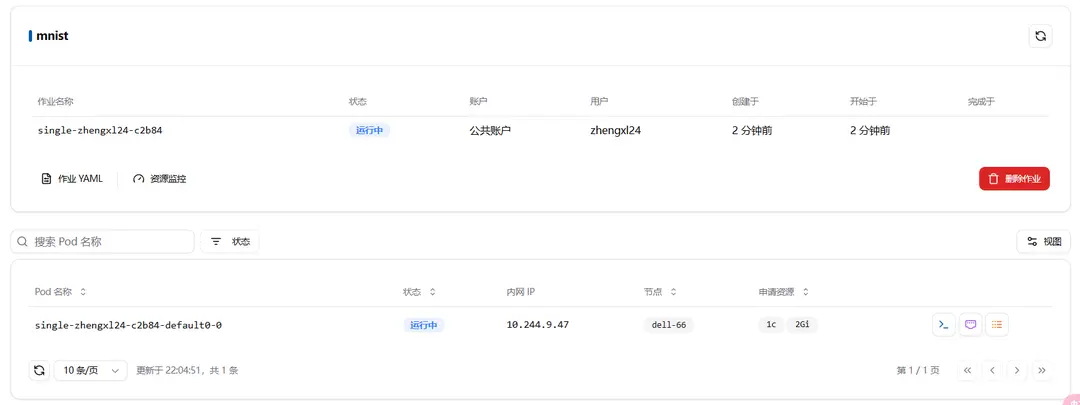 mnist
作业名称 状态 账户 用户 创建于 开始于 完成于
single-zhengxl24-c2b84 运行中 公共账户 zhengxl24 2 分钟前 2 分钟前
作业 YAML 资源监控 删除作业
搜索 Pod 名称 状态 视图
Pod 名称 状态 内网 IP 节点 申请资源
single-zhengxl24-c2b84-default0-0 运行中 10.244.9.47 dell-66 1c 2Gi
10 条/页 更新于 22:04:51，共 1 条 第 1 / 1 页